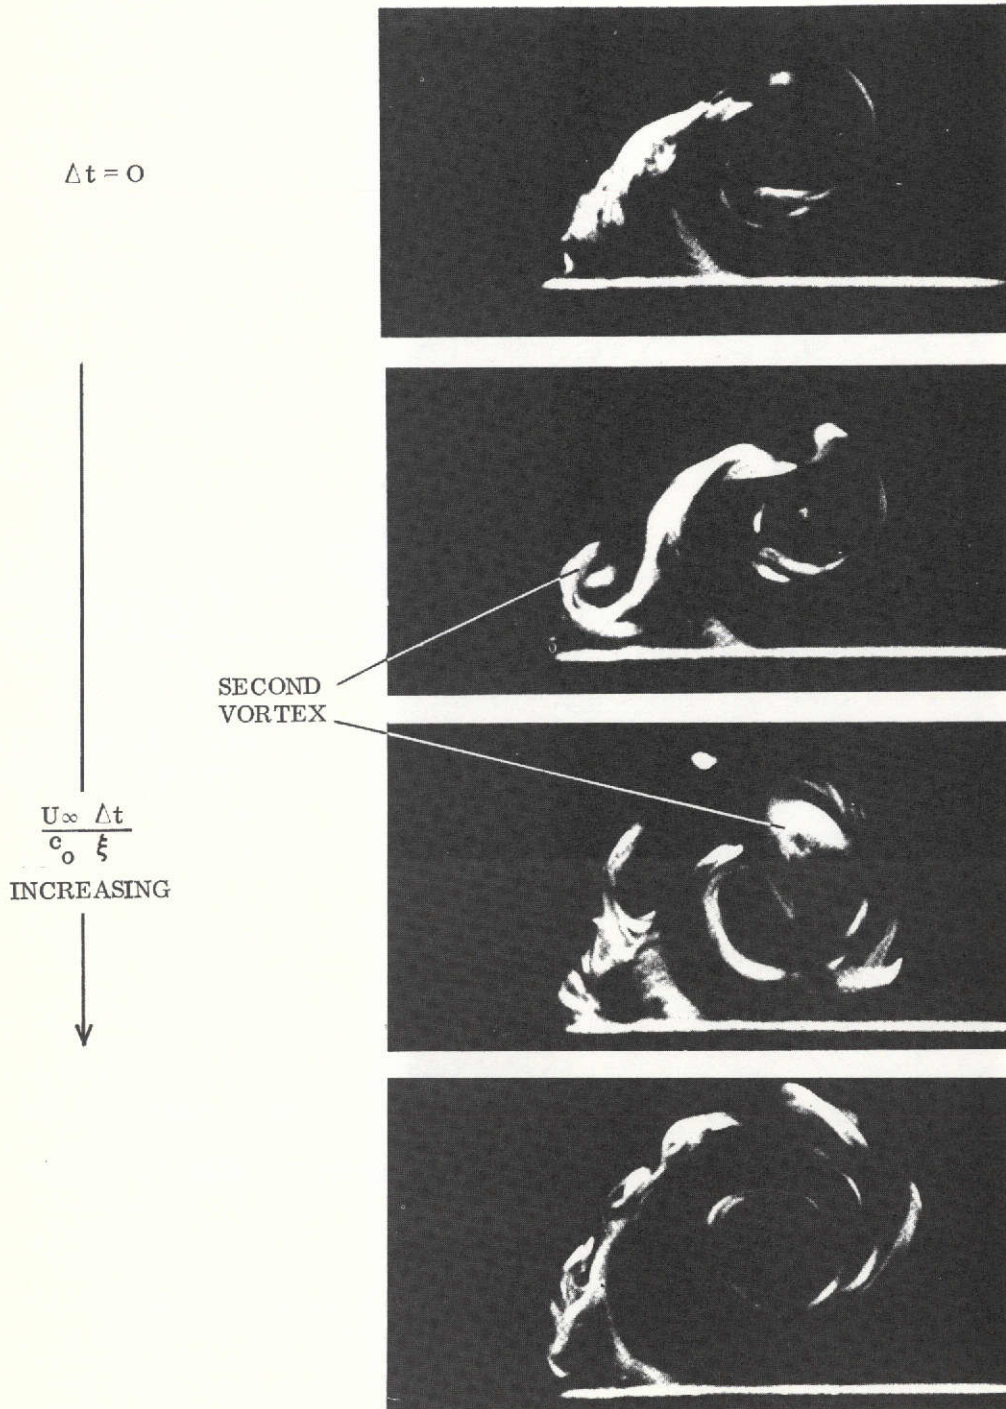 Δt = O
SECOND
VORTEX
U∞ Δt
c₀ ξ
INCREASING